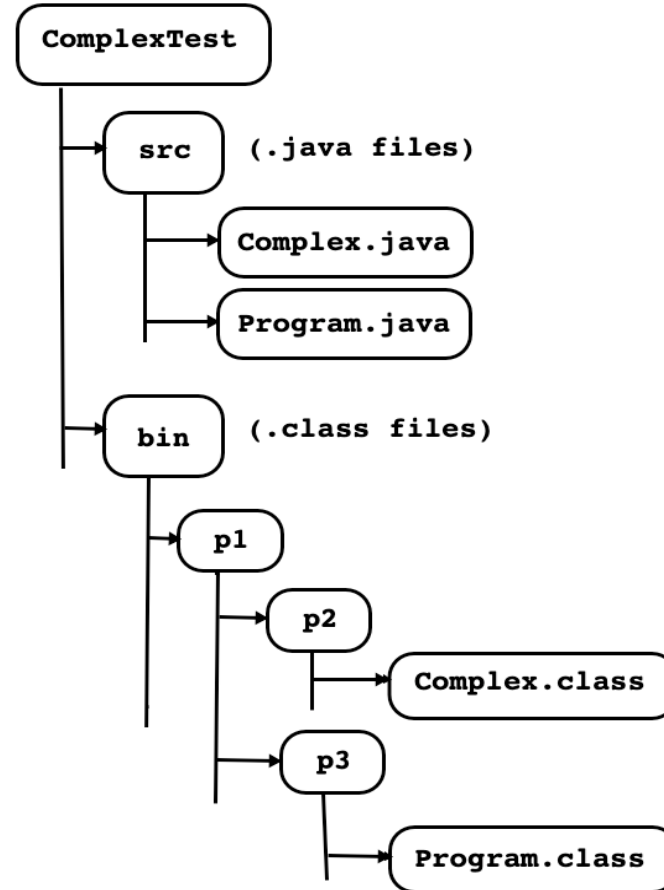 ComplexTest
src (.java files)
Complex.java
Program.java
bin (.class files)
p1
p2
Complex.class
p3
Program.class